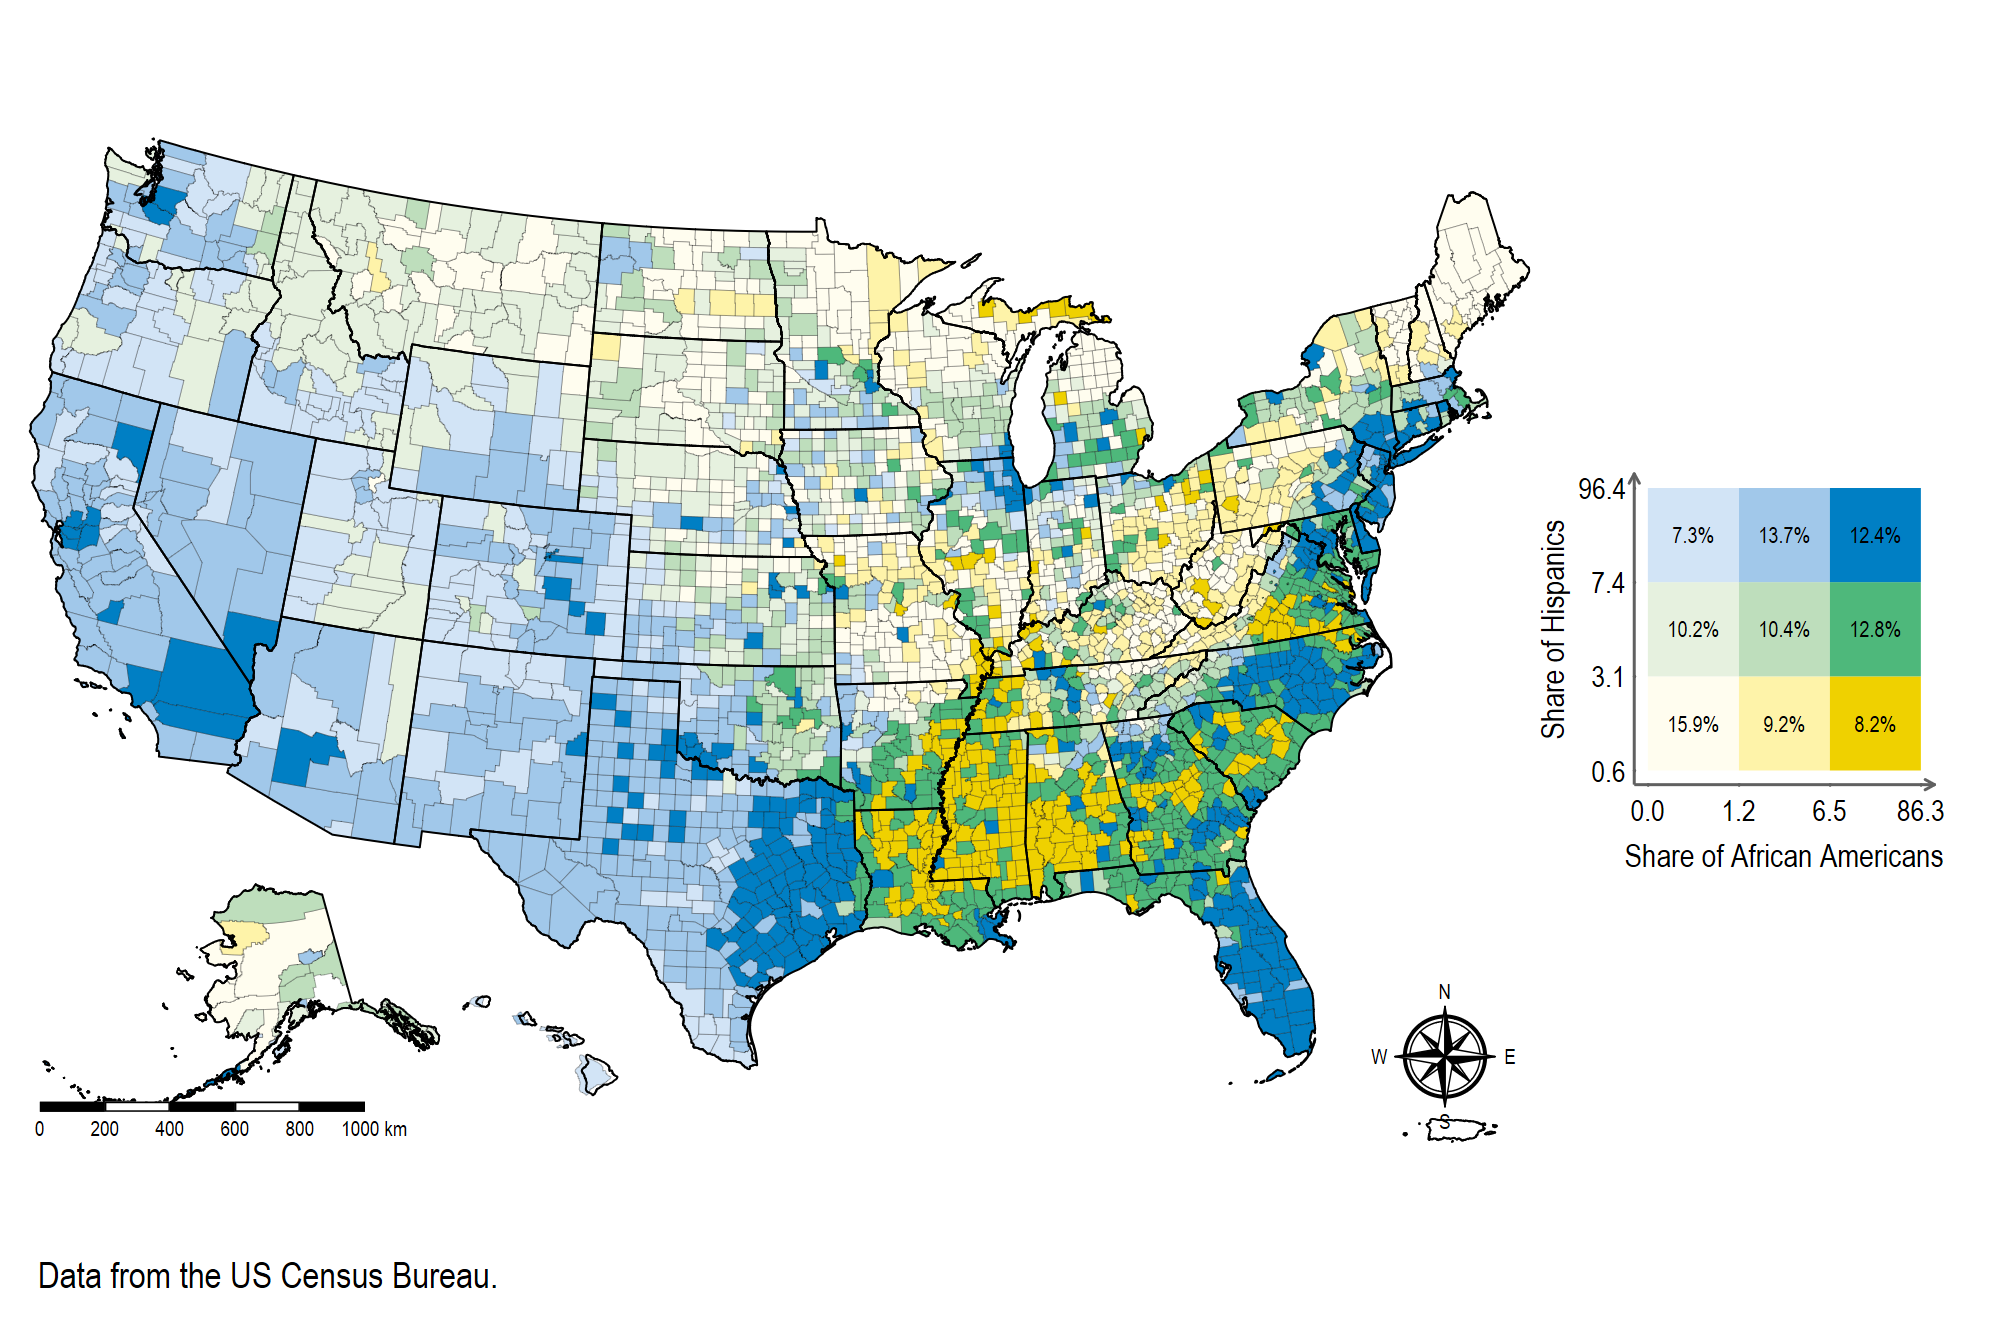 96.4
7.3% 13.7% 12.4%
7.4
10.2% 10.4% 12.8%
3.1
15.9% 9.2% 8.2%
0.6
0.0 1.2 6.5 86.3
Share of Hispanics
Share of African Americans
N
W E
S
0 200 400 600 800 1000 km
Data from the US Census Bureau.